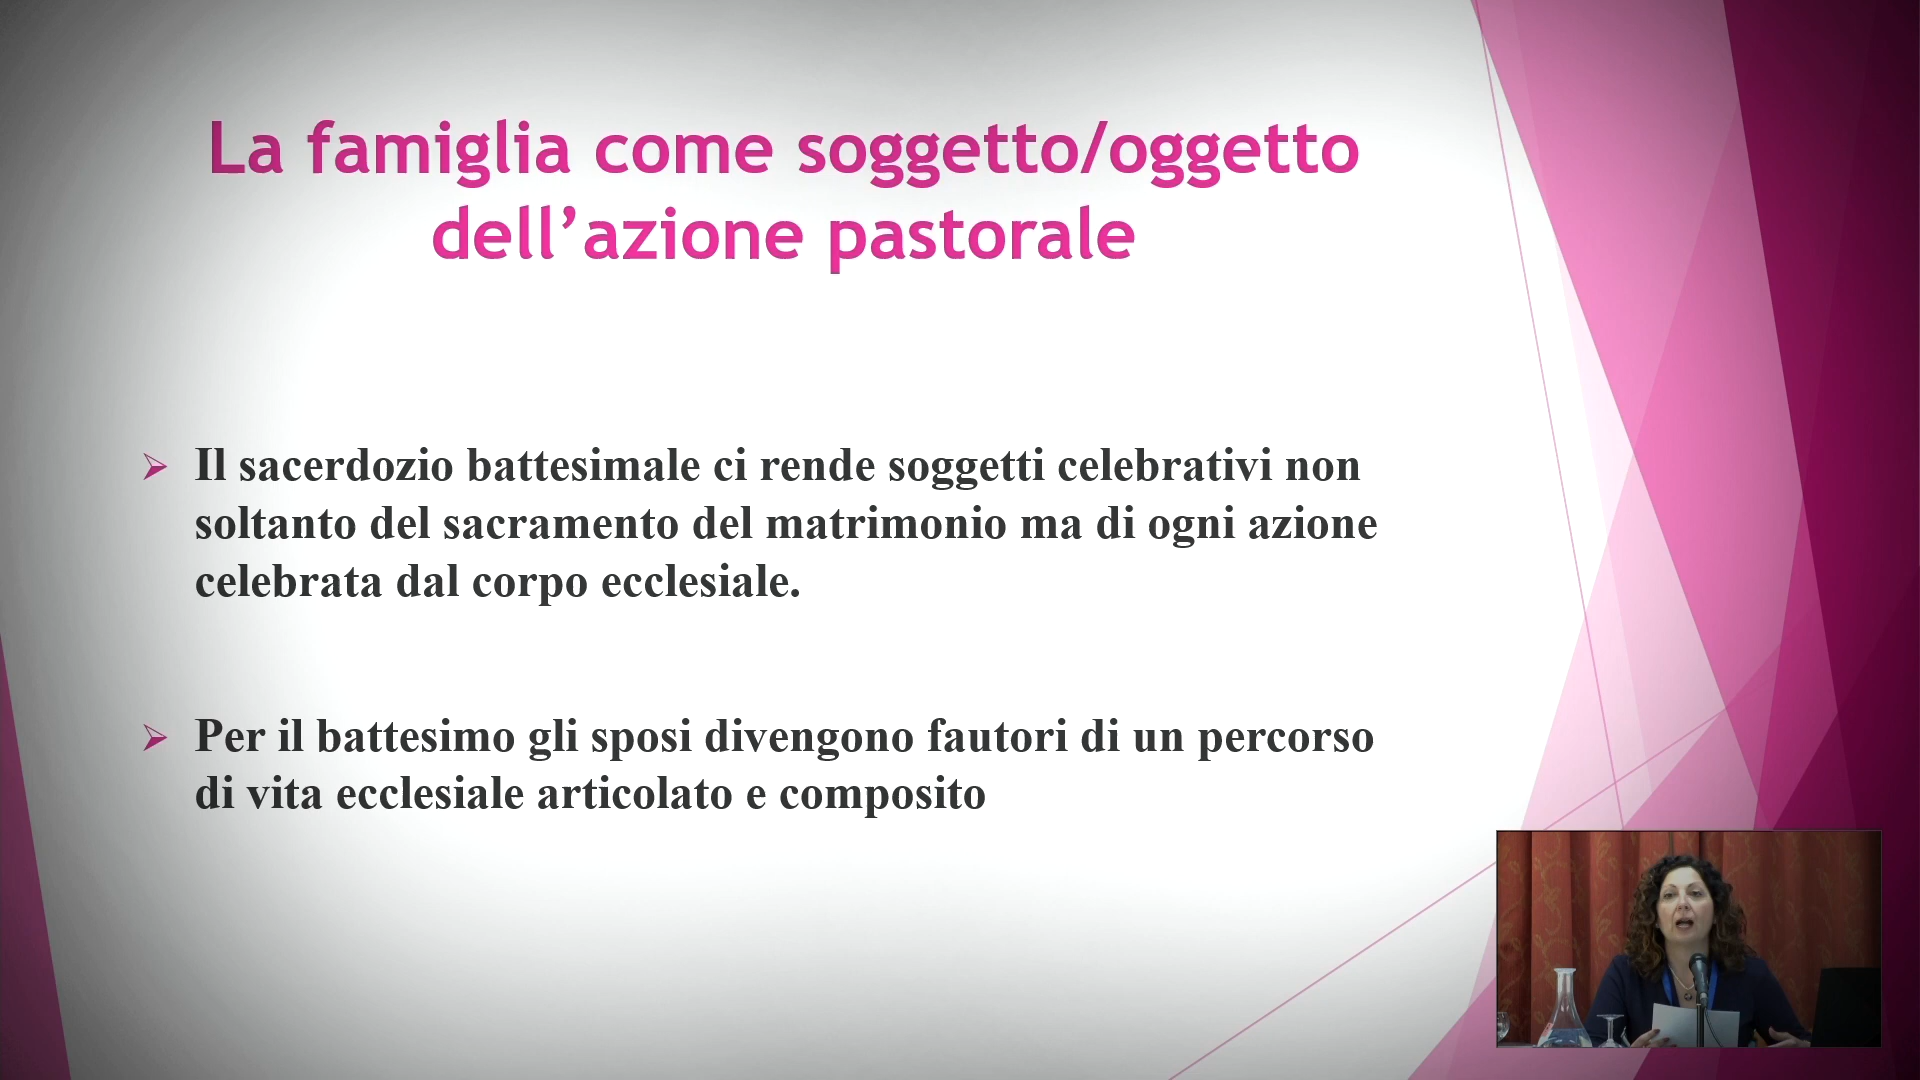 La famiglia come soggetto/oggetto
dell’azione pastorale
Il sacerdozio battesimale ci rende soggetti celebrativi non
soltanto del sacramento del matrimonio ma di ogni azione
celebrata dal corpo ecclesiale.
Per il battesimo gli sposi divengono fautori di un percorso
di vita ecclesiale articolato e composito